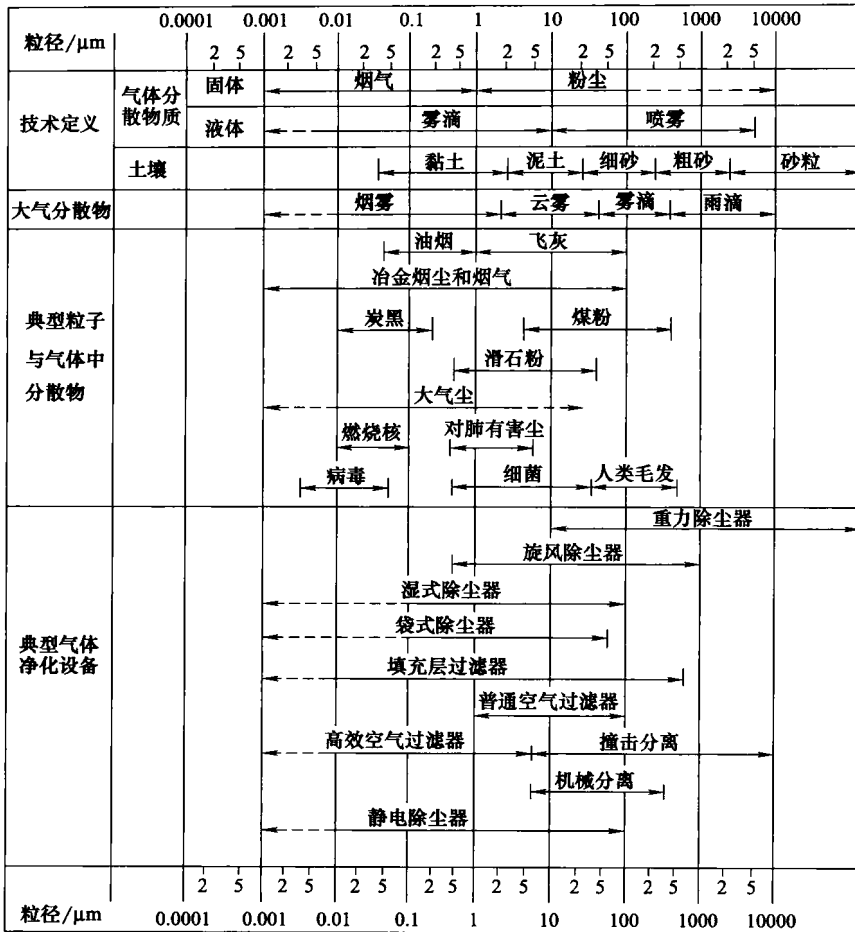 0.0001 0.001 0.01 0.1 1 10 100 1000 10000
粒径/μm
2 5 2 5 2 5 2 5 2 5 2 5 2 5 2 5
技术定义
气体分散物质
固体 烟气 粉尘
液体 雾滴 喷雾
土壤 黏土 泥土 细砂 粗砂 砂粒
大气分散物 烟雾 云雾 雾滴 雨滴
典型粒子
与气体中
分散物
油烟 飞灰
冶金烟尘和烟气
炭黑 煤粉
滑石粉
大气尘
燃烧核 对肺有害尘
病毒 细菌 人类毛发
典型气体
净化设备
重力除尘器
旋风除尘器
湿式除尘器
袋式除尘器
填充层过滤器
普通空气过滤器
高效空气过滤器 撞击分离
机械分离
静电除尘器
2 5 2 5 2 5 2 5 2 5 2 5 2 5 2 5
粒径/μm
0.0001 0.001 0.01 0.1 1 10 100 1000 10000